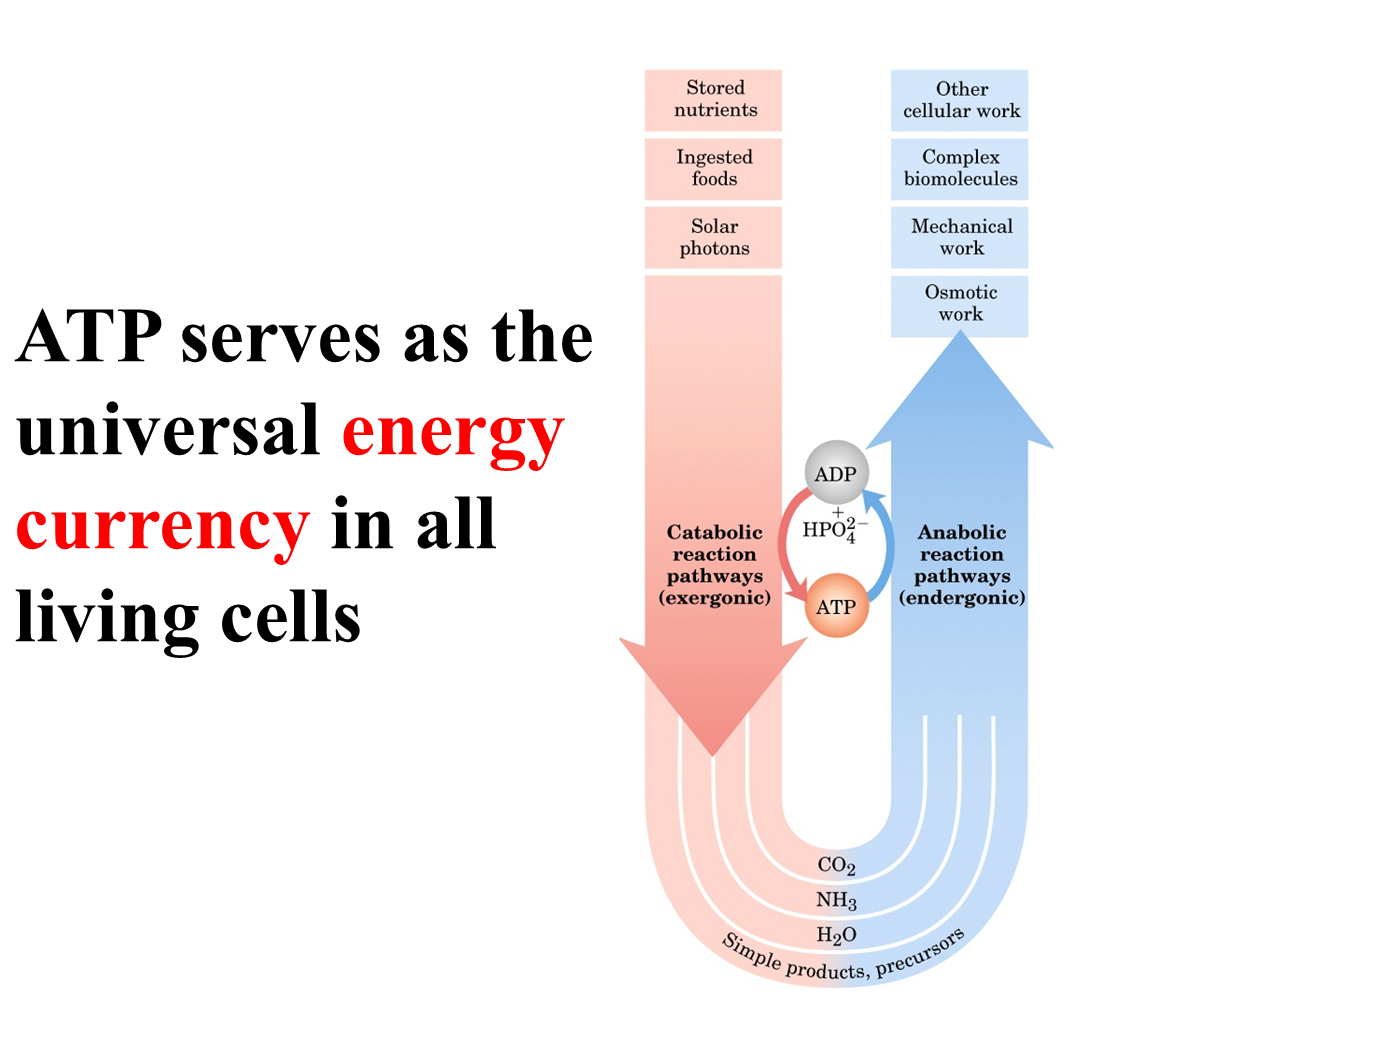 ATP serves as the
universal energy
currency in all
living cells
Stored
nutrients
Ingested
foods
Solar
photons
Catabolic
reaction
pathways
(exergonic)
ADP
+
HPO₄²⁻
ATP
Other
cellular work
Complex
biomolecules
Mechanical
work
Osmotic
work
Anabolic
reaction
pathways
(endergonic)
CO₂
NH₃
H₂O
Simple products, precursors